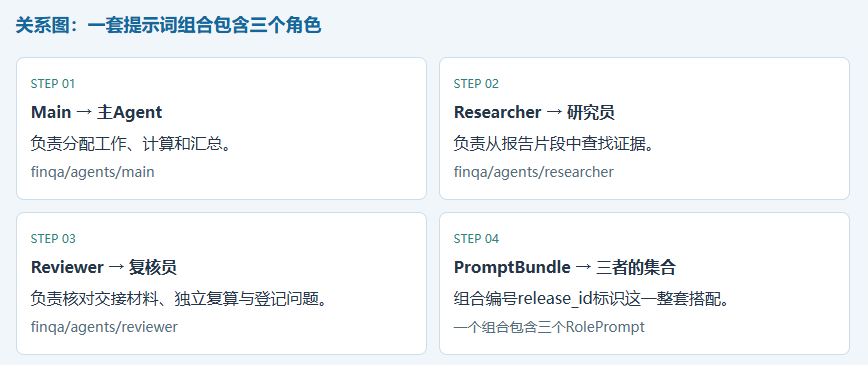 关系图：一套提示词组合包含三个角色
STEP 01
Main → 主Agent
负责分配工作、计算和汇总。
finqa/agents/main
STEP 02
Researcher → 研究员
负责从报告片段中查找证据。
finqa/agents/researcher
STEP 03
Reviewer → 复核员
负责核对交接材料、独立复算与登记问题。
finqa/agents/reviewer
STEP 04
PromptBundle → 三者的集合
组合编号release_id标识这一整套搭配。
一个组合包含三个RolePrompt